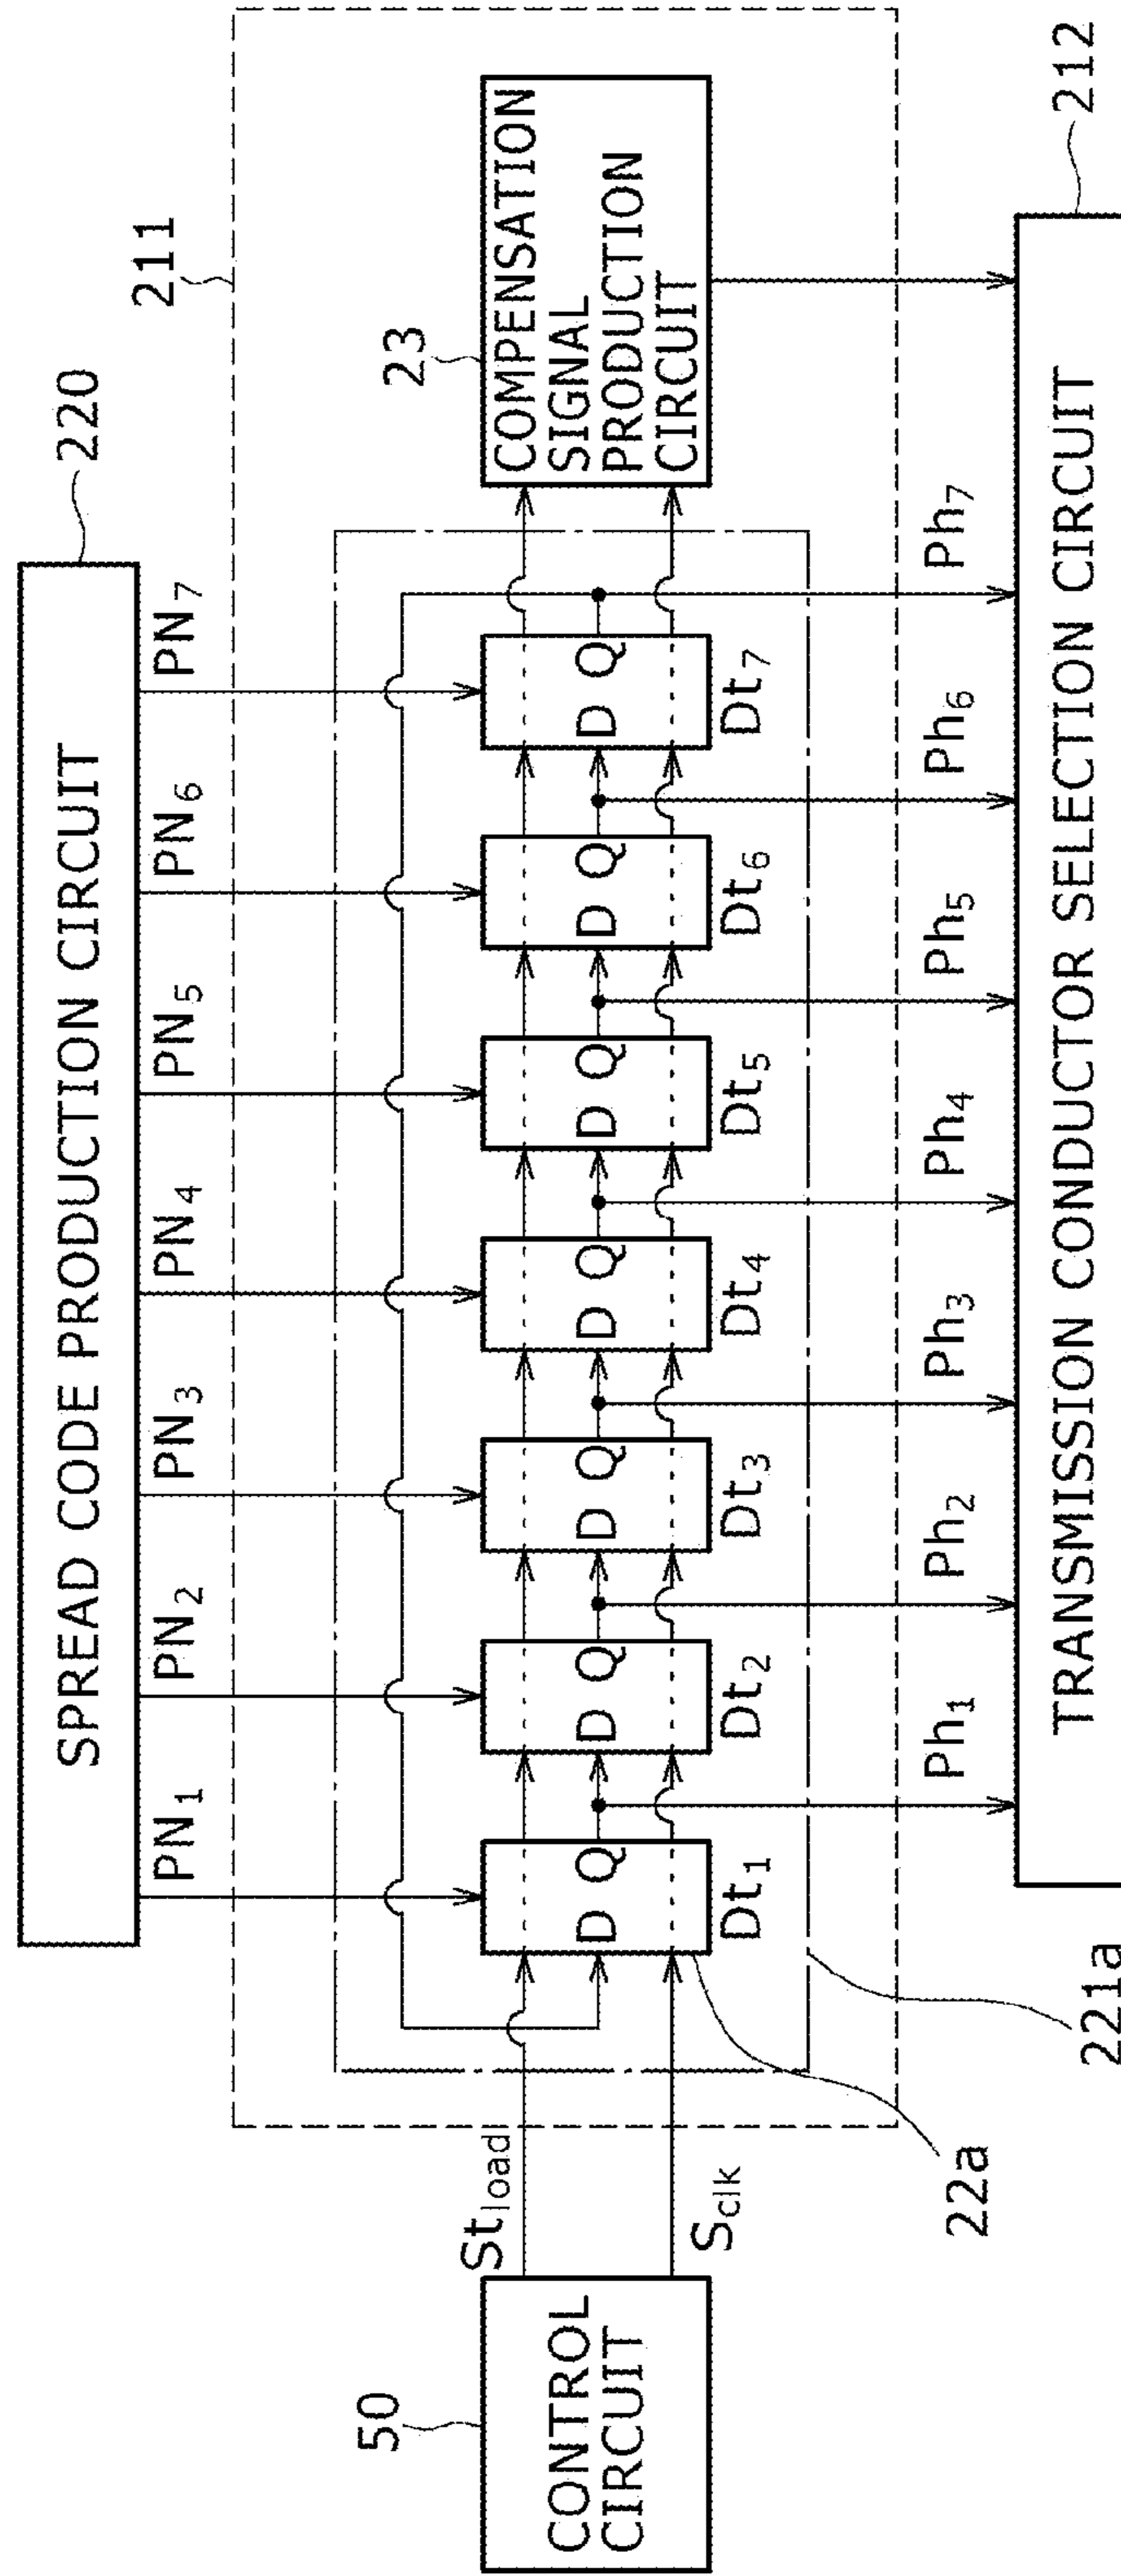 SPREAD CODE PRODUCTION CIRCUIT
220
PN1
PN2
PN3
PN4
PN5
PN6
PN7
211
50
CONTROL
CIRCUIT
Stload
Sclk
D Q
D Q
D Q
D Q
D Q
D Q
D Q
Dt1
Dt2
Dt3
Dt4
Dt5
Dt6
Dt7
23
COMPENSATION
SIGNAL
PRODUCTION
CIRCUIT
22a
221a
Ph1
Ph2
Ph3
Ph4
Ph5
Ph6
Ph7
TRANSMISSION CONDUCTOR SELECTION CIRCUIT
212